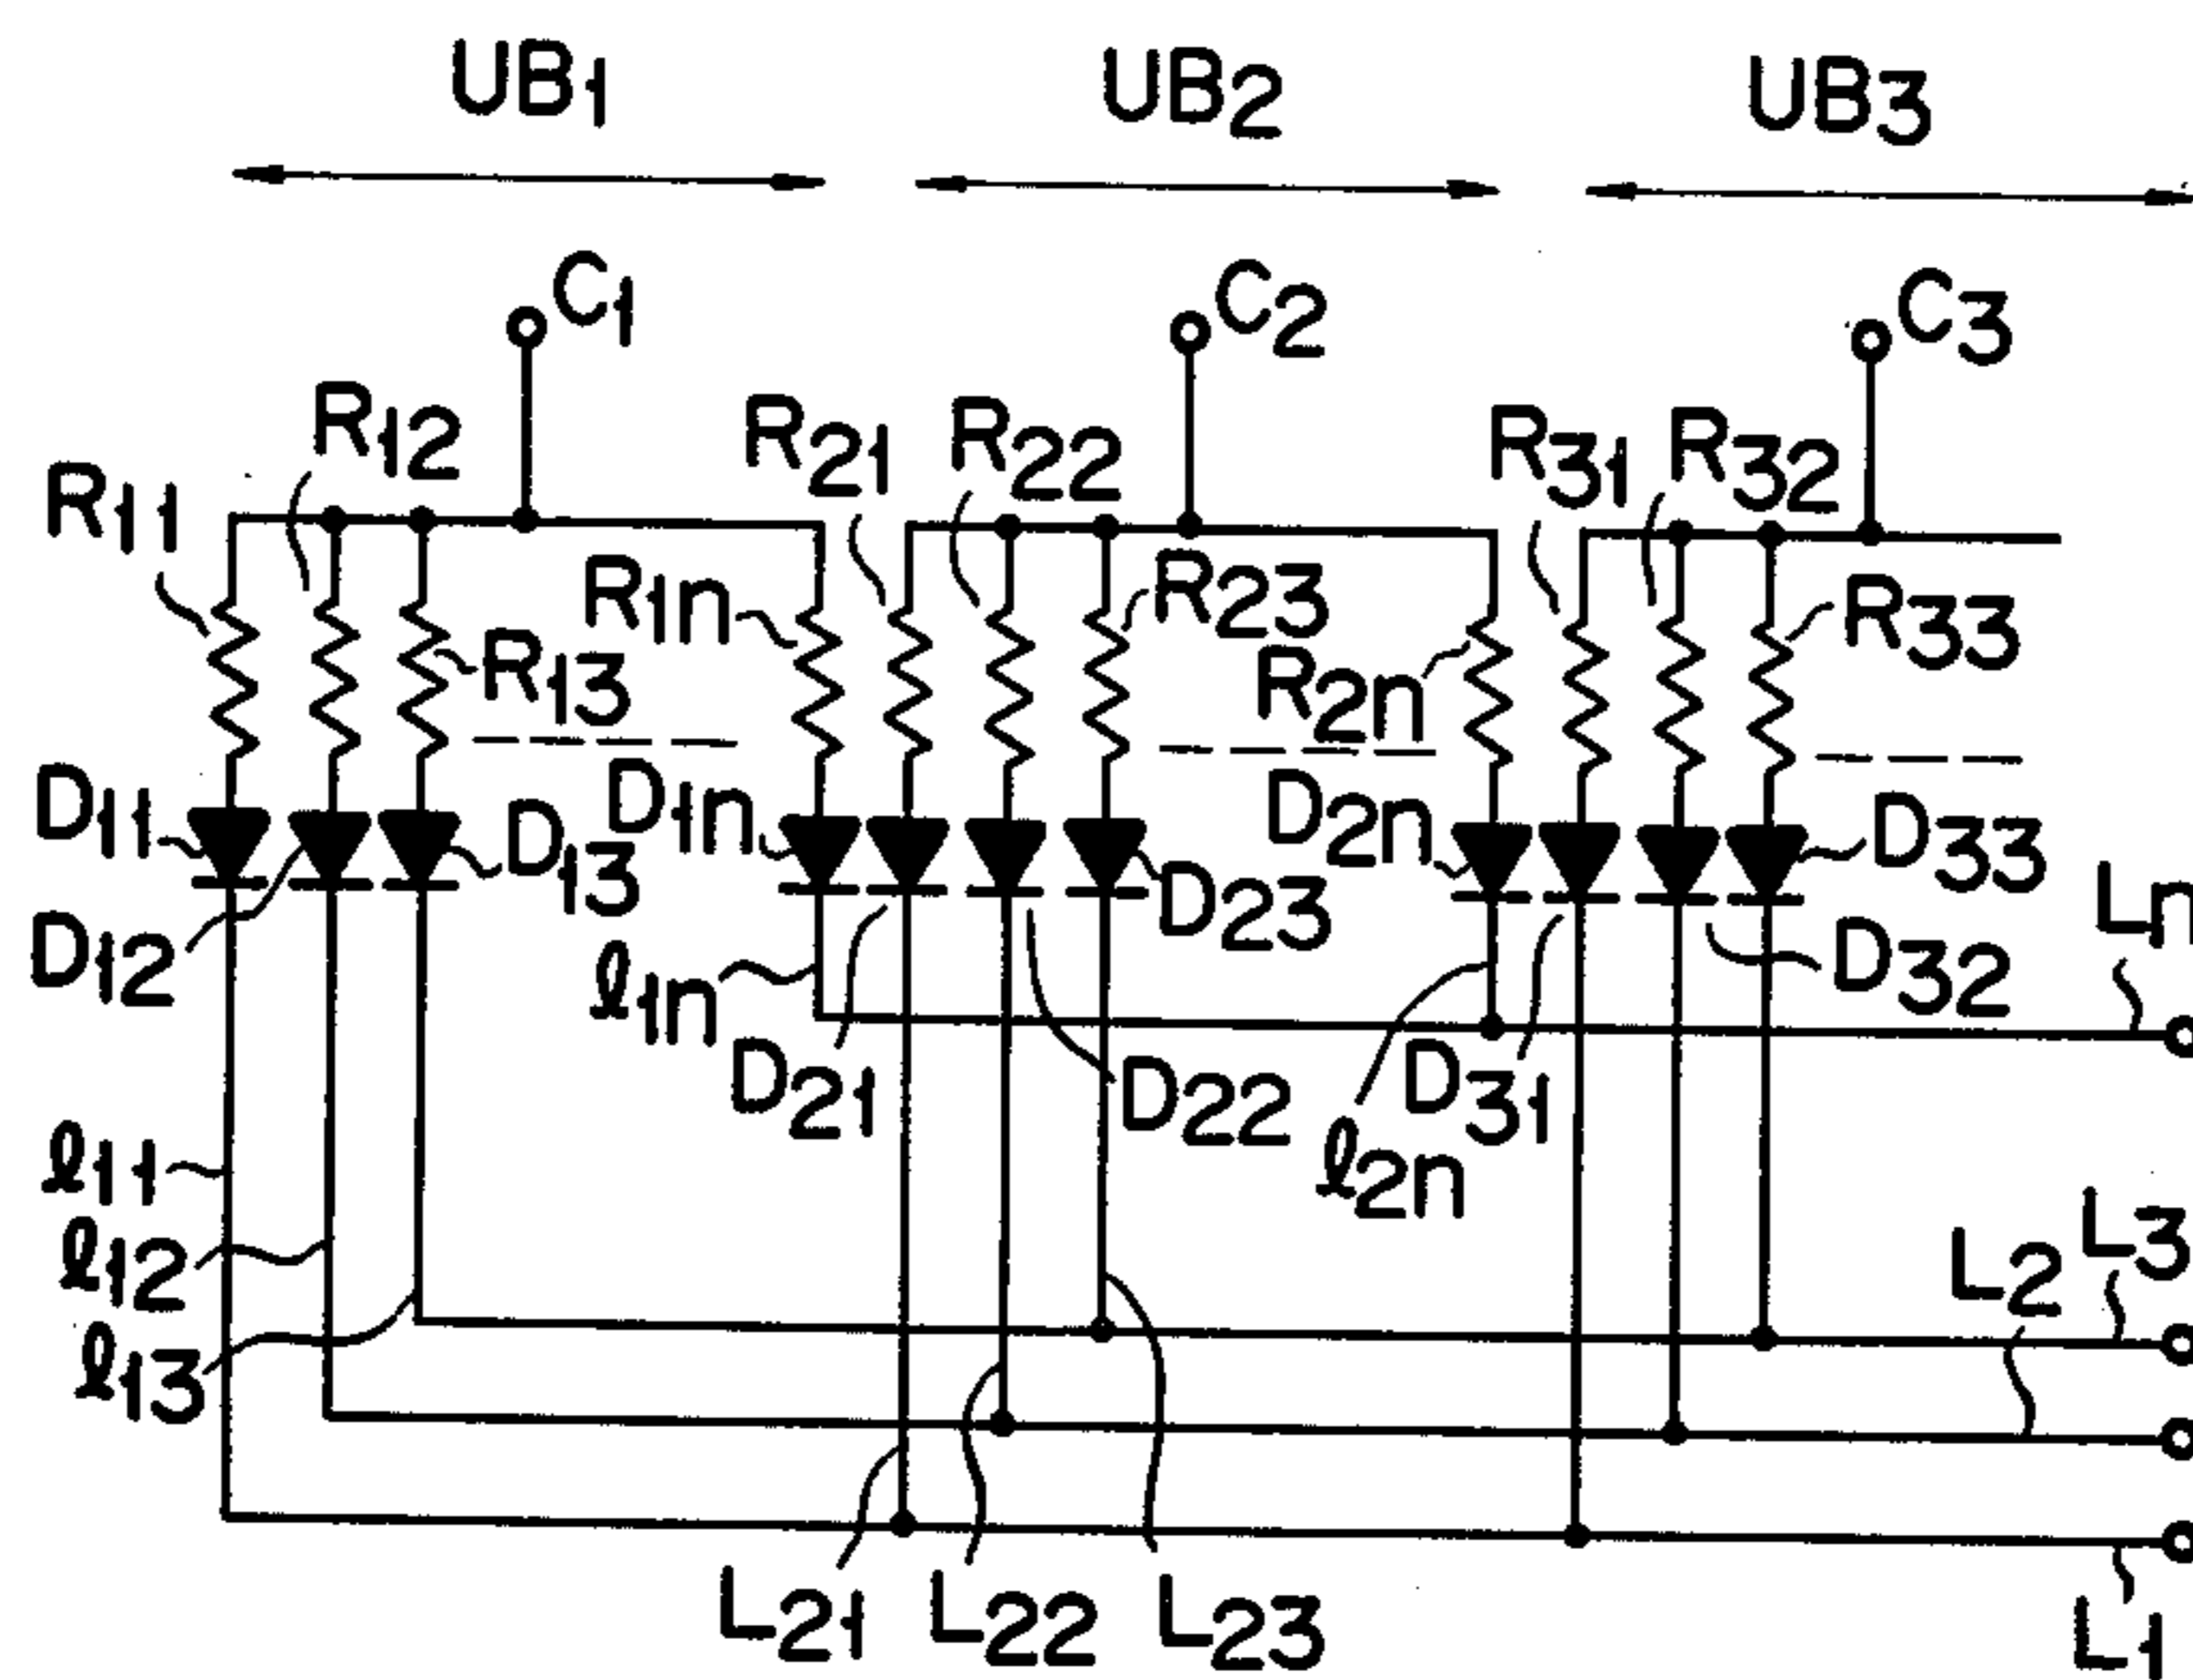 UB1 UB2 UB3
C1 C2 C3
R11 R12 R21 R22 R31 R32
R1n R23 R33
R13 R2n
D11 D13 D1n D2n D33
D12 D23 D32 Ln
ℓ1n D21 D22 D31
ℓ11 ℓ2n
ℓ12 L2 L3
ℓ13
L21 L22 L23 L1